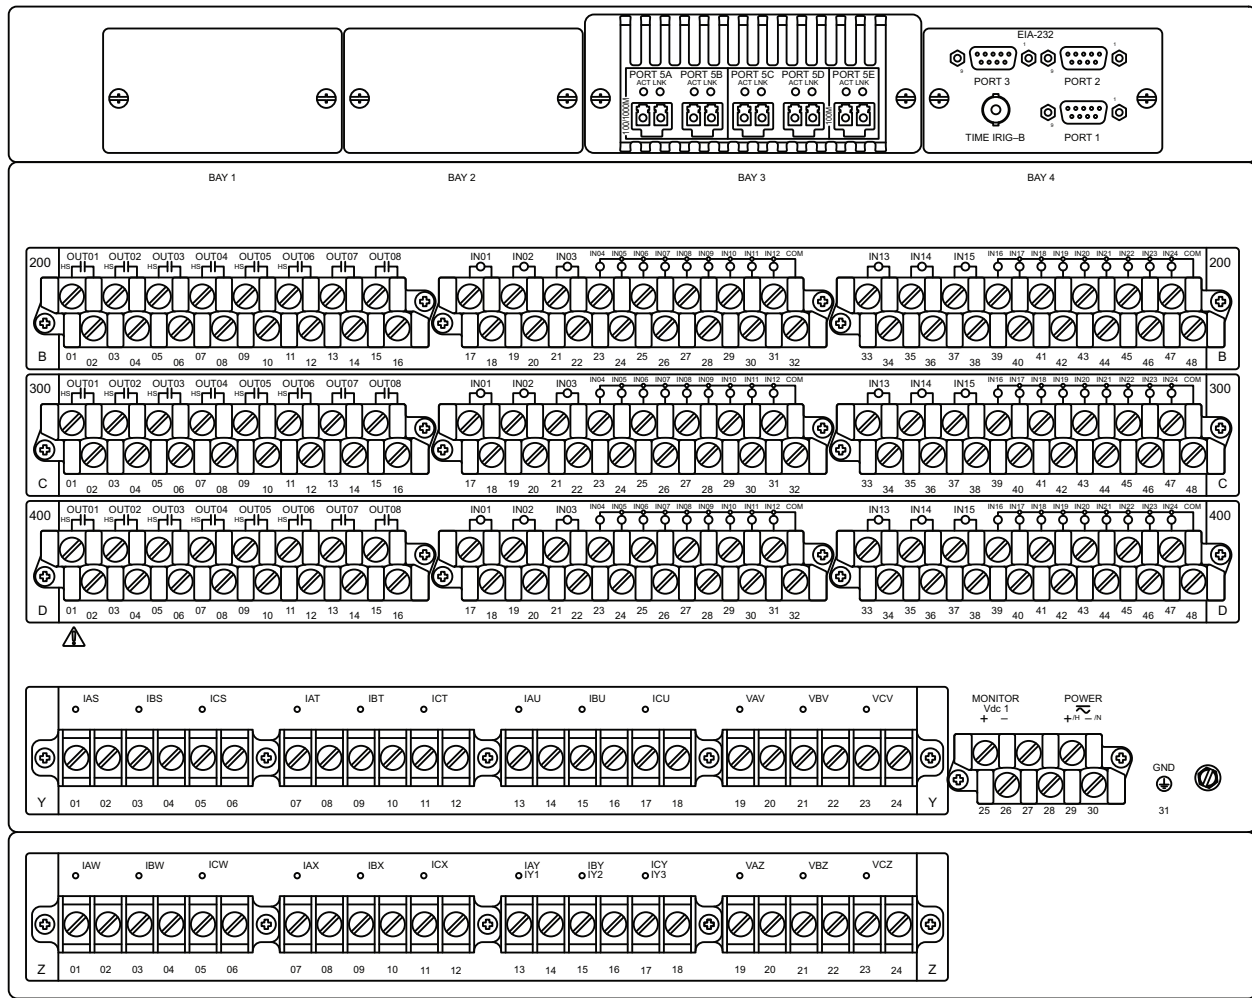 EIA-232
PORT 5A PORT 5B PORT 5C PORT 5D PORT 5E
ACT LNK ACT LNK ACT LNK ACT LNK ACT LNK
100/1000M
100M
1 1
9 9
PORT 3 PORT 2
1
9
TIME IRIG–B PORT 1
BAY 1 BAY 2 BAY 3 BAY 4
200 OUT01 OUT02 OUT03 OUT04 OUT05 OUT06 OUT07 OUT08 IN01 IN02 IN03 IN04 IN05 IN06 IN07 IN08 IN09 IN10 IN11 IN12 COM IN13 IN14 IN15 IN16 IN17 IN18 IN19 IN20 IN21 IN22 IN23 IN24 COM 200
HS HS HS HS HS HS
B 01 02 03 04 05 06 07 08 09 10 11 12 13 14 15 16 17 18 19 20 21 22 23 24 25 26 27 28 29 30 31 32 33 34 35 36 37 38 39 40 41 42 43 44 45 46 47 48 B
300 OUT01 OUT02 OUT03 OUT04 OUT05 OUT06 OUT07 OUT08 IN01 IN02 IN03 IN04 IN05 IN06 IN07 IN08 IN09 IN10 IN11 IN12 COM IN13 IN14 IN15 IN16 IN17 IN18 IN19 IN20 IN21 IN22 IN23 IN24 COM 300
HS HS HS HS HS HS
C 01 02 03 04 05 06 07 08 09 10 11 12 13 14 15 16 17 18 19 20 21 22 23 24 25 26 27 28 29 30 31 32 33 34 35 36 37 38 39 40 41 42 43 44 45 46 47 48 C
400 OUT01 OUT02 OUT03 OUT04 OUT05 OUT06 OUT07 OUT08 IN01 IN02 IN03 IN04 IN05 IN06 IN07 IN08 IN09 IN10 IN11 IN12 COM IN13 IN14 IN15 IN16 IN17 IN18 IN19 IN20 IN21 IN22 IN23 IN24 COM 400
HS HS HS HS HS HS
D 01 02 03 04 05 06 07 08 09 10 11 12 13 14 15 16 17 18 19 20 21 22 23 24 25 26 27 28 29 30 31 32 33 34 35 36 37 38 39 40 41 42 43 44 45 46 47 48 D
IAS IBS ICS IAT IBT ICT IAU IBU ICU VAV VBV VCV
MONITOR POWER
Vdc 1
+ – +/H –/N
GND
Y 01 02 03 04 05 06 07 08 09 10 11 12 13 14 15 16 17 18 19 20 21 22 23 24 Y
25 26 27 28 29 30 31
IAW IBW ICW IAX IBX ICX IAY IBY ICY VAZ VBZ VCZ
IY1 IY2 IY3
Z 01 02 03 04 05 06 07 08 09 10 11 12 13 14 15 16 17 18 19 20 21 22 23 24 Z